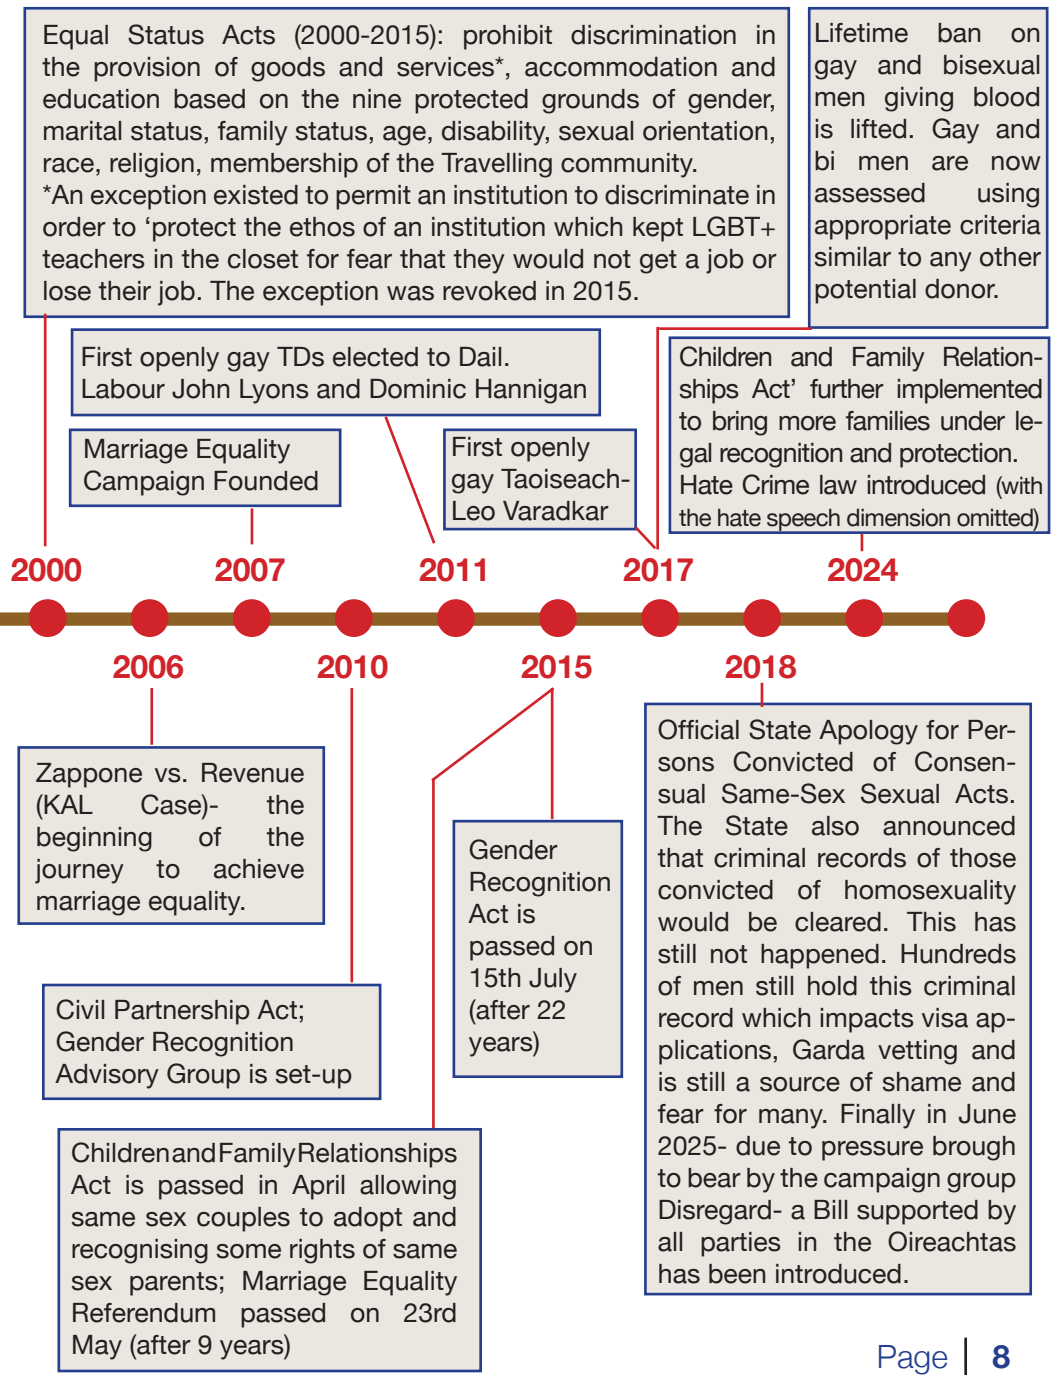 Equal Status Acts (2000-2015): prohibit discrimination in
the provision of goods and services*, accommodation and
education based on the nine protected grounds of gender,
marital status, family status, age, disability, sexual orientation,
race, religion, membership of the Travelling community.
*An exception existed to permit an institution to discriminate in
order to ‘protect the ethos of an institution which kept LGBT+
teachers in the closet for fear that they would not get a job or
lose their job. The exception was revoked in 2015.
Lifetime ban on
gay and bisexual
men giving blood
is lifted. Gay and
bi men are now
assessed using
appropriate criteria
similar to any other
potential donor.
First openly gay TDs elected to Dail.
Labour John Lyons and Dominic Hannigan
Marriage Equality
Campaign Founded
First openly
gay Taoiseach-
Leo Varadkar
Children and Family Relation-
ships Act’ further implemented
to bring more families under le-
gal recognition and protection.
Hate Crime law introduced (with
the hate speech dimension omitted)
2000
2007
2011
2017
2024
2006
2010
2015
2018
Zappone vs. Revenue
(KAL Case)- the
beginning of the
journey to achieve
marriage equality.
Civil Partnership Act;
Gender Recognition
Advisory Group is set-up
Gender
Recognition
Act is
passed on
15th July
(after 22
years)
Children and Family Relationships
Act is passed in April allowing
same sex couples to adopt and
recognising some rights of same
sex parents; Marriage Equality
Referendum passed on 23rd
May (after 9 years)
Official State Apology for Per-
sons Convicted of Consen-
sual Same-Sex Sexual Acts.
The State also announced
that criminal records of those
convicted of homosexuality
would be cleared. This has
still not happened. Hundreds
of men still hold this criminal
record which impacts visa ap-
plications, Garda vetting and
is still a source of shame and
fear for many. Finally in June
2025- due to pressure brough
to bear by the campaign group
Disregard- a Bill supported by
all parties in the Oireachtas
has been introduced.
Page | 8